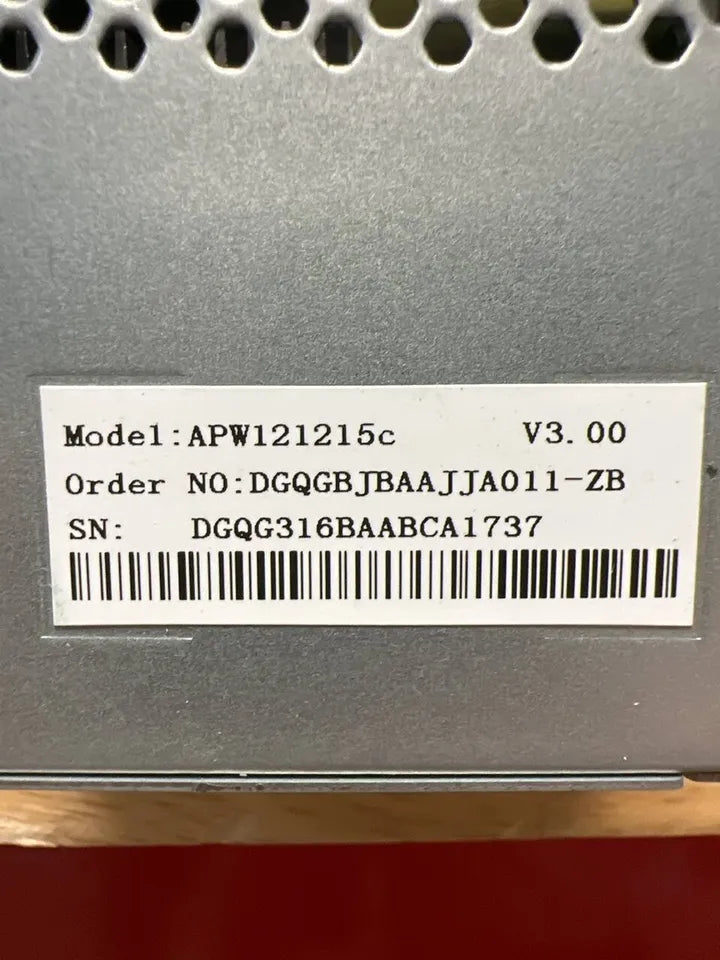 Model:APW121215c V3.00
Order NO:DGQGBJBAAJJA011-ZB
SN: DGQG316BAABCA1737